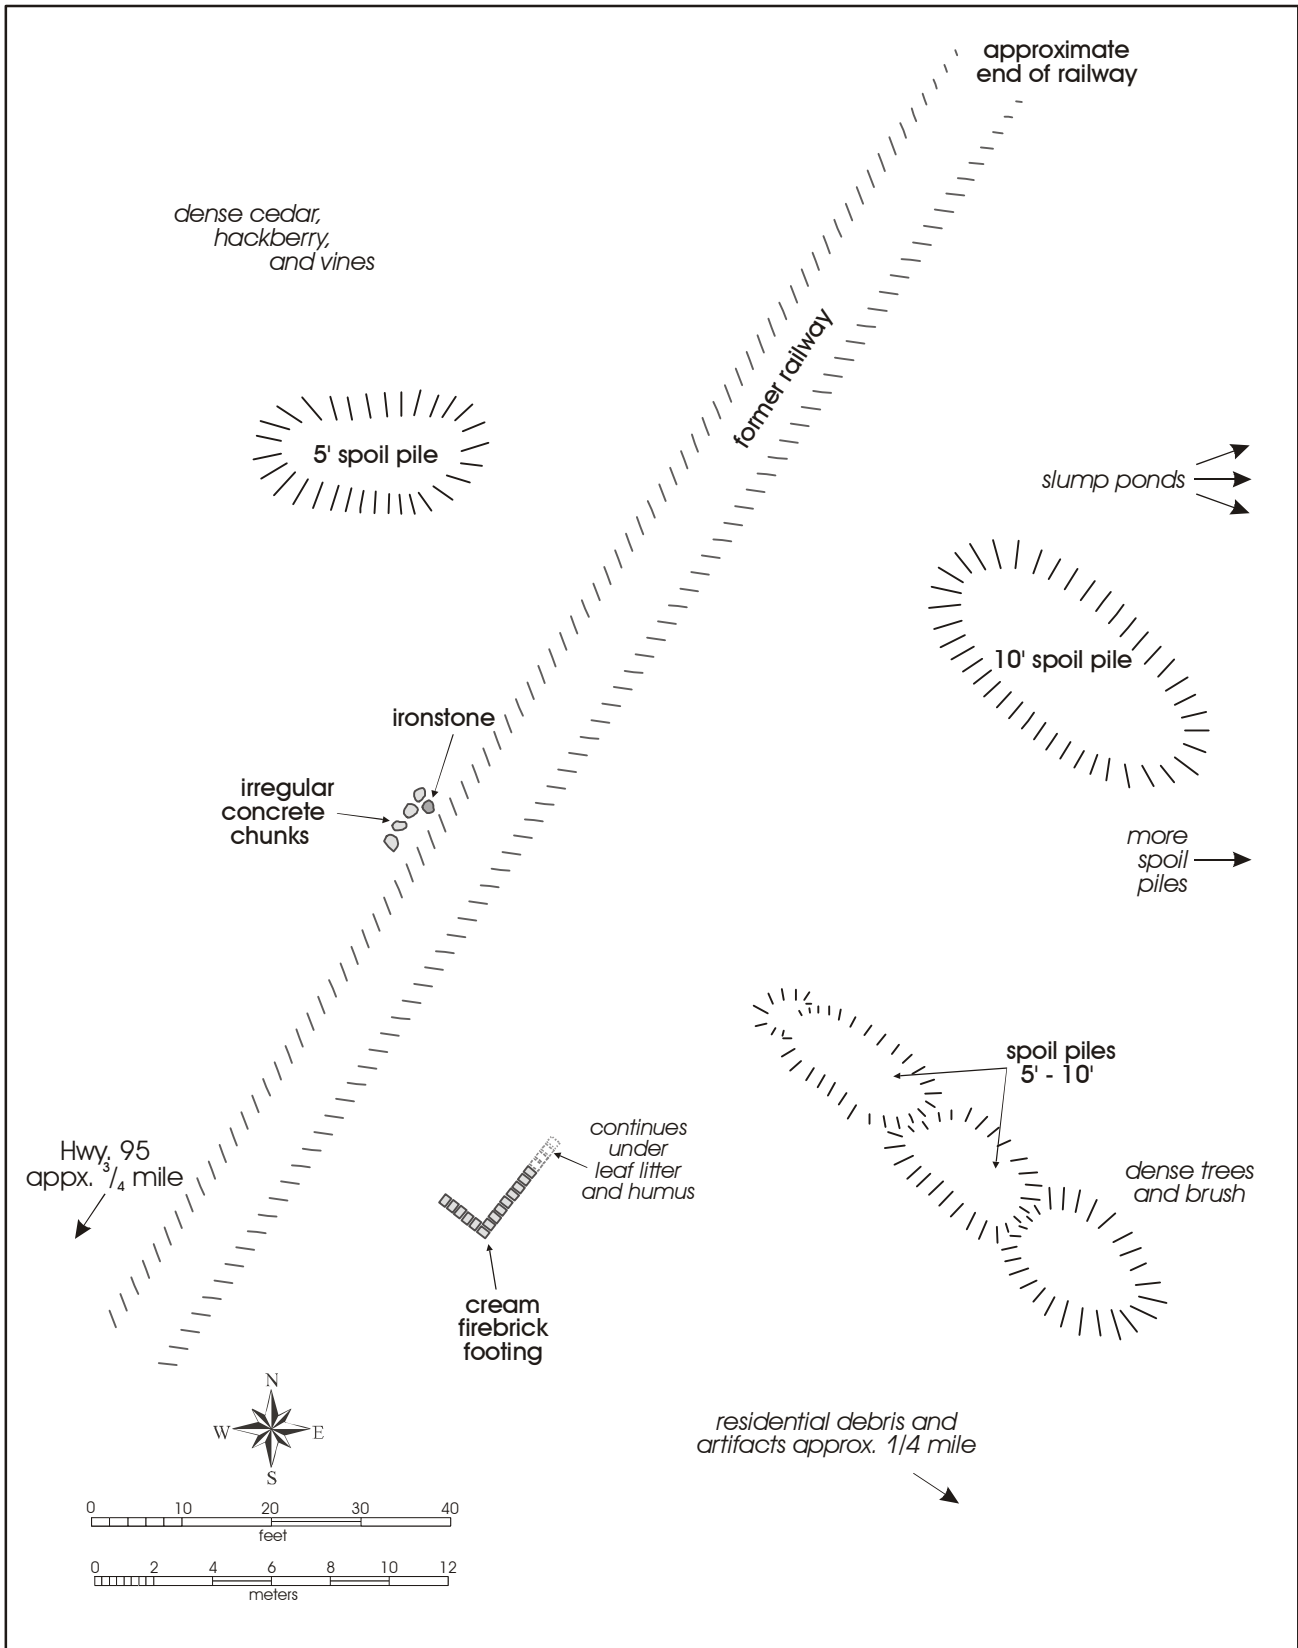 approximate
end of railway
dense cedar,
hackberry,
and vines
former railway
5' spoil pile
slump ponds
10' spoil pile
ironstone
irregular
concrete
chunks
more
spoil
piles
spoil piles
5' - 10'
continues
under
leaf litter
and humus
Hwy. 95
appx. 3/4 mile
dense trees
and brush
cream
firebrick
footing
N
W E
S
residential debris and
artifacts approx. 1/4 mile
0 10 20 30 40
feet
0 2 4 6 8 10 12
meters